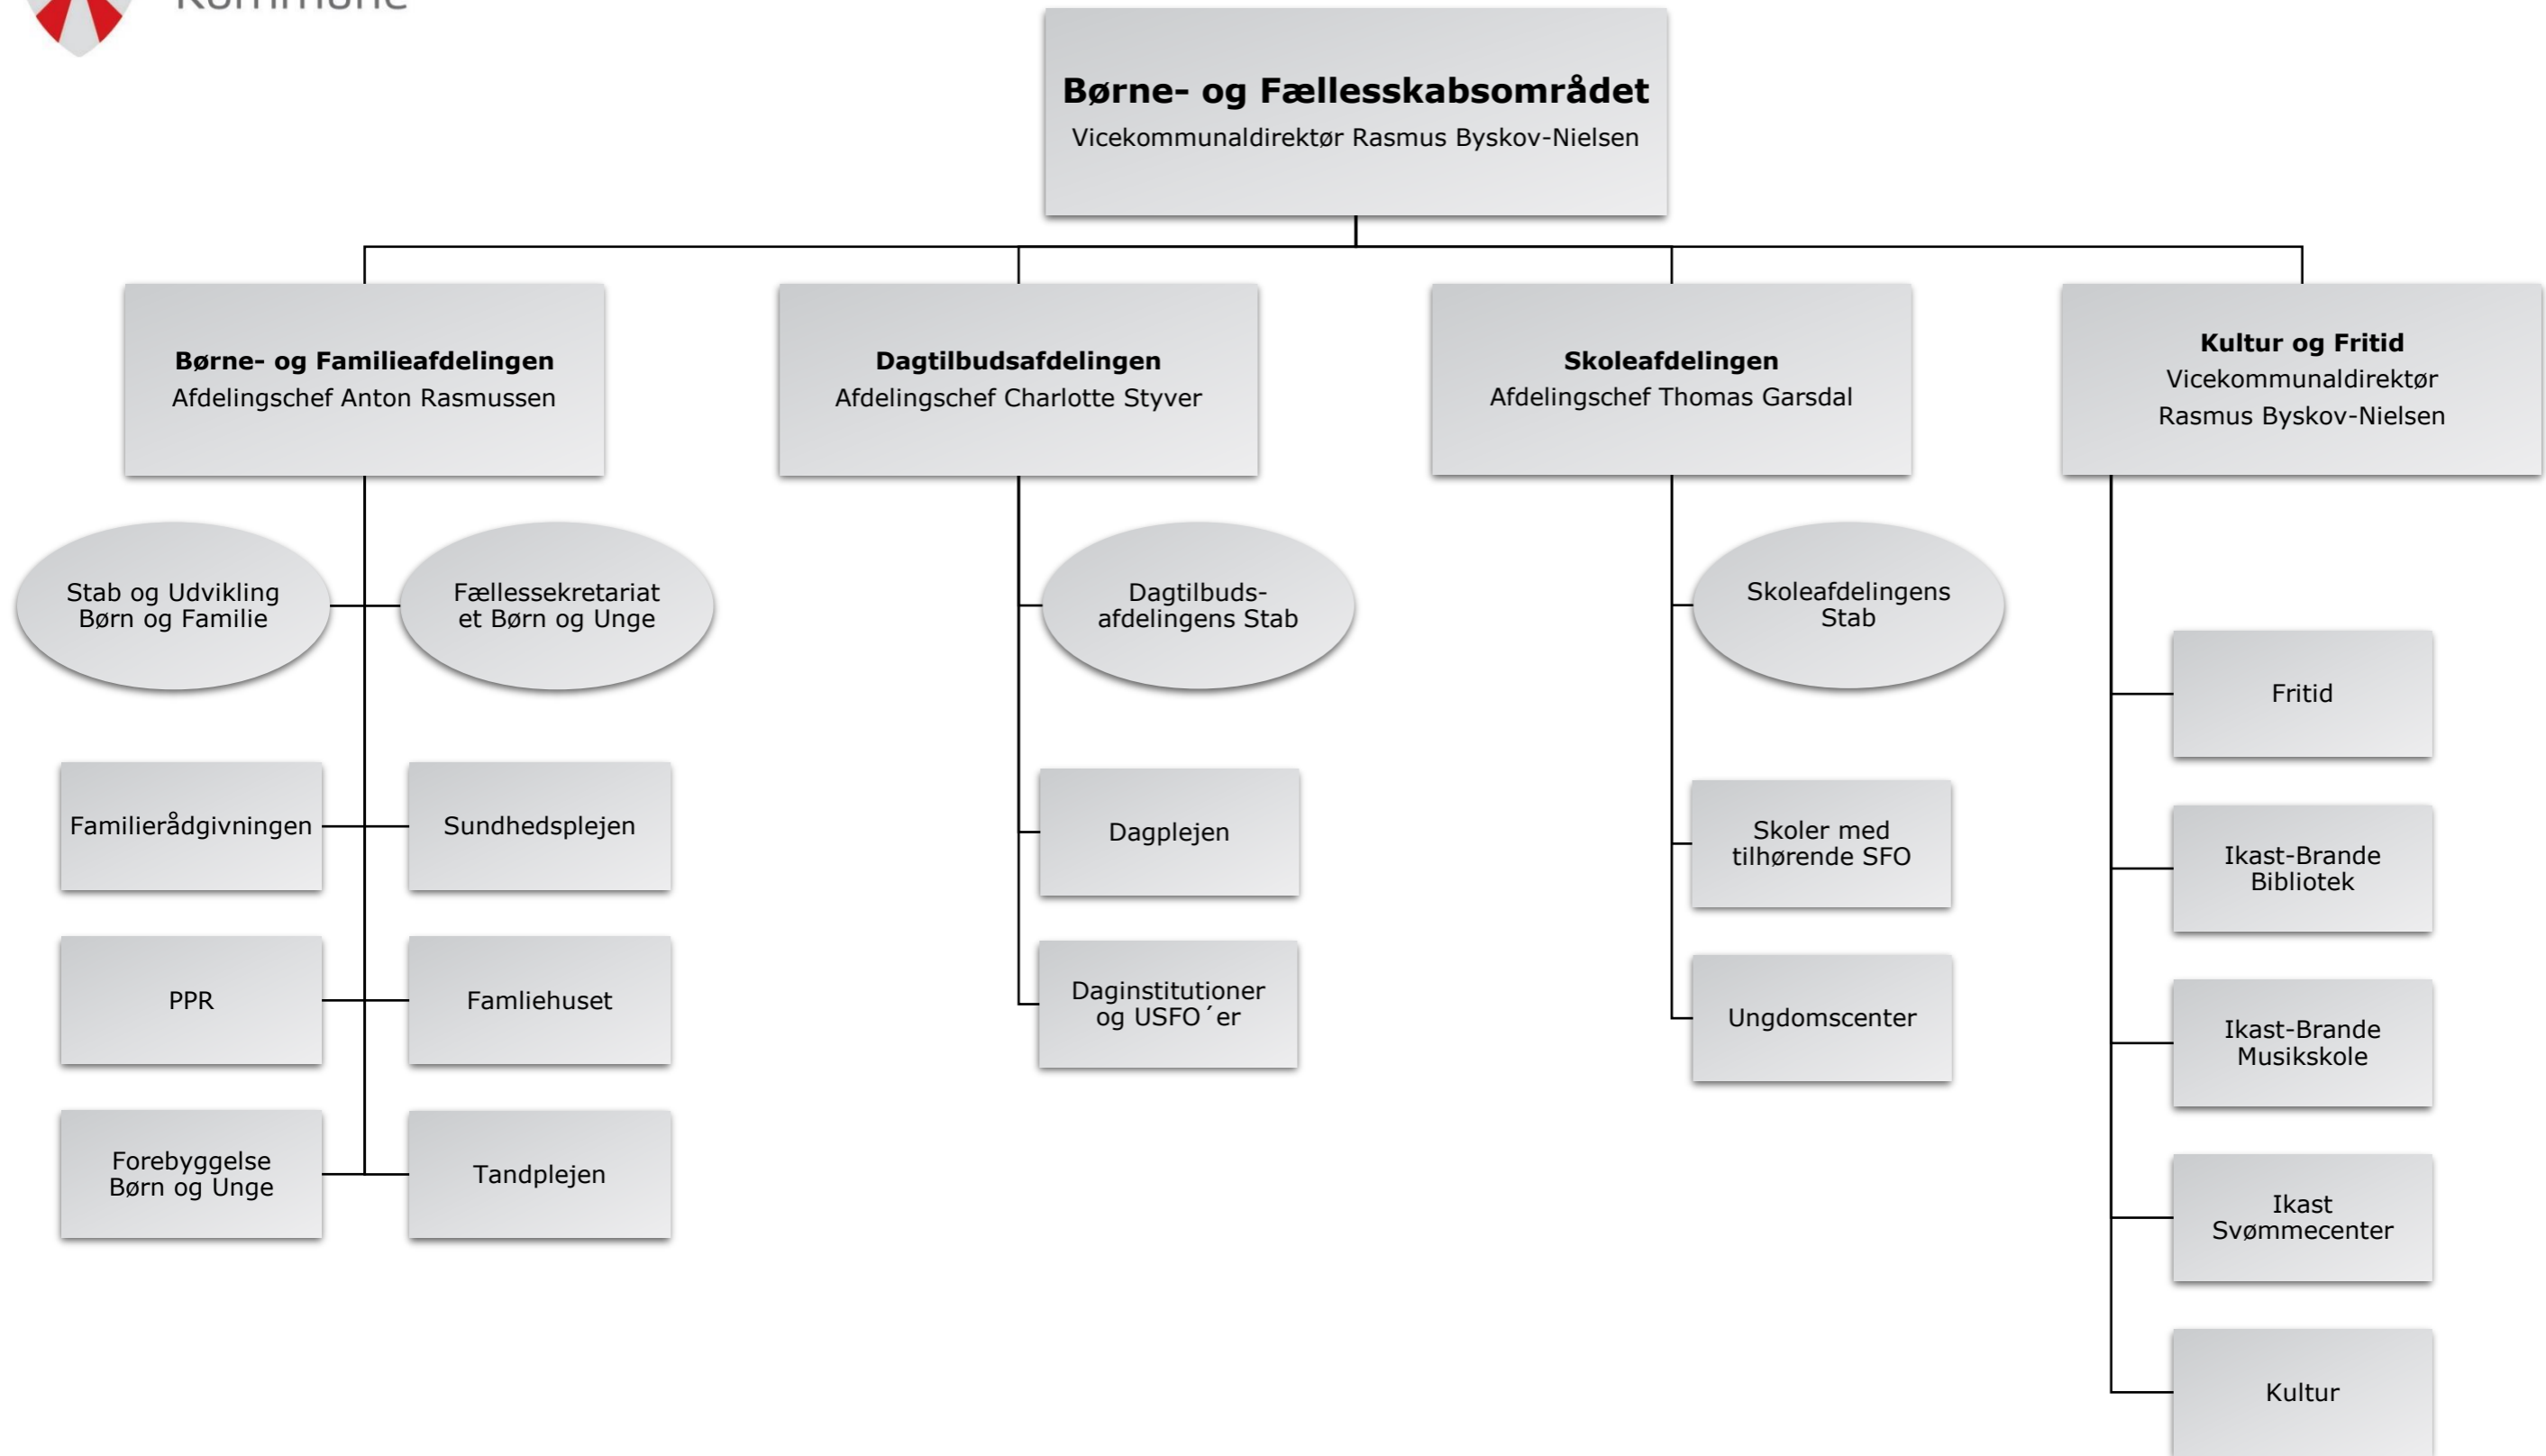 Kommune
Børne- og Fællesskabsområdet
Vicekommunaldirektør Rasmus Byskov-Nielsen
Børne- og Familieafdelingen
Afdelingschef Anton Rasmussen
Dagtilbudsafdelingen
Afdelingschef Charlotte Styver
Skoleafdelingen
Afdelingschef Thomas Garsdal
Kultur og Fritid
Vicekommunaldirektør
Rasmus Byskov-Nielsen
Stab og Udvikling
Børn og Familie
Fællessekretariat
et Børn og Unge
Familierådgivningen
Sundhedsplejen
PPR
Famliehuset
Forebyggelse
Børn og Unge
Tandplejen
Dagtilbuds-
afdelingens Stab
Dagplejen
Daginstitutioner
og USFO´er
Skoleafdelingens
Stab
Skoler med
tilhørende SFO
Ungdomscenter
Fritid
Ikast-Brande
Bibliotek
Ikast-Brande
Musikskole
Ikast
Svømmecenter
Kultur